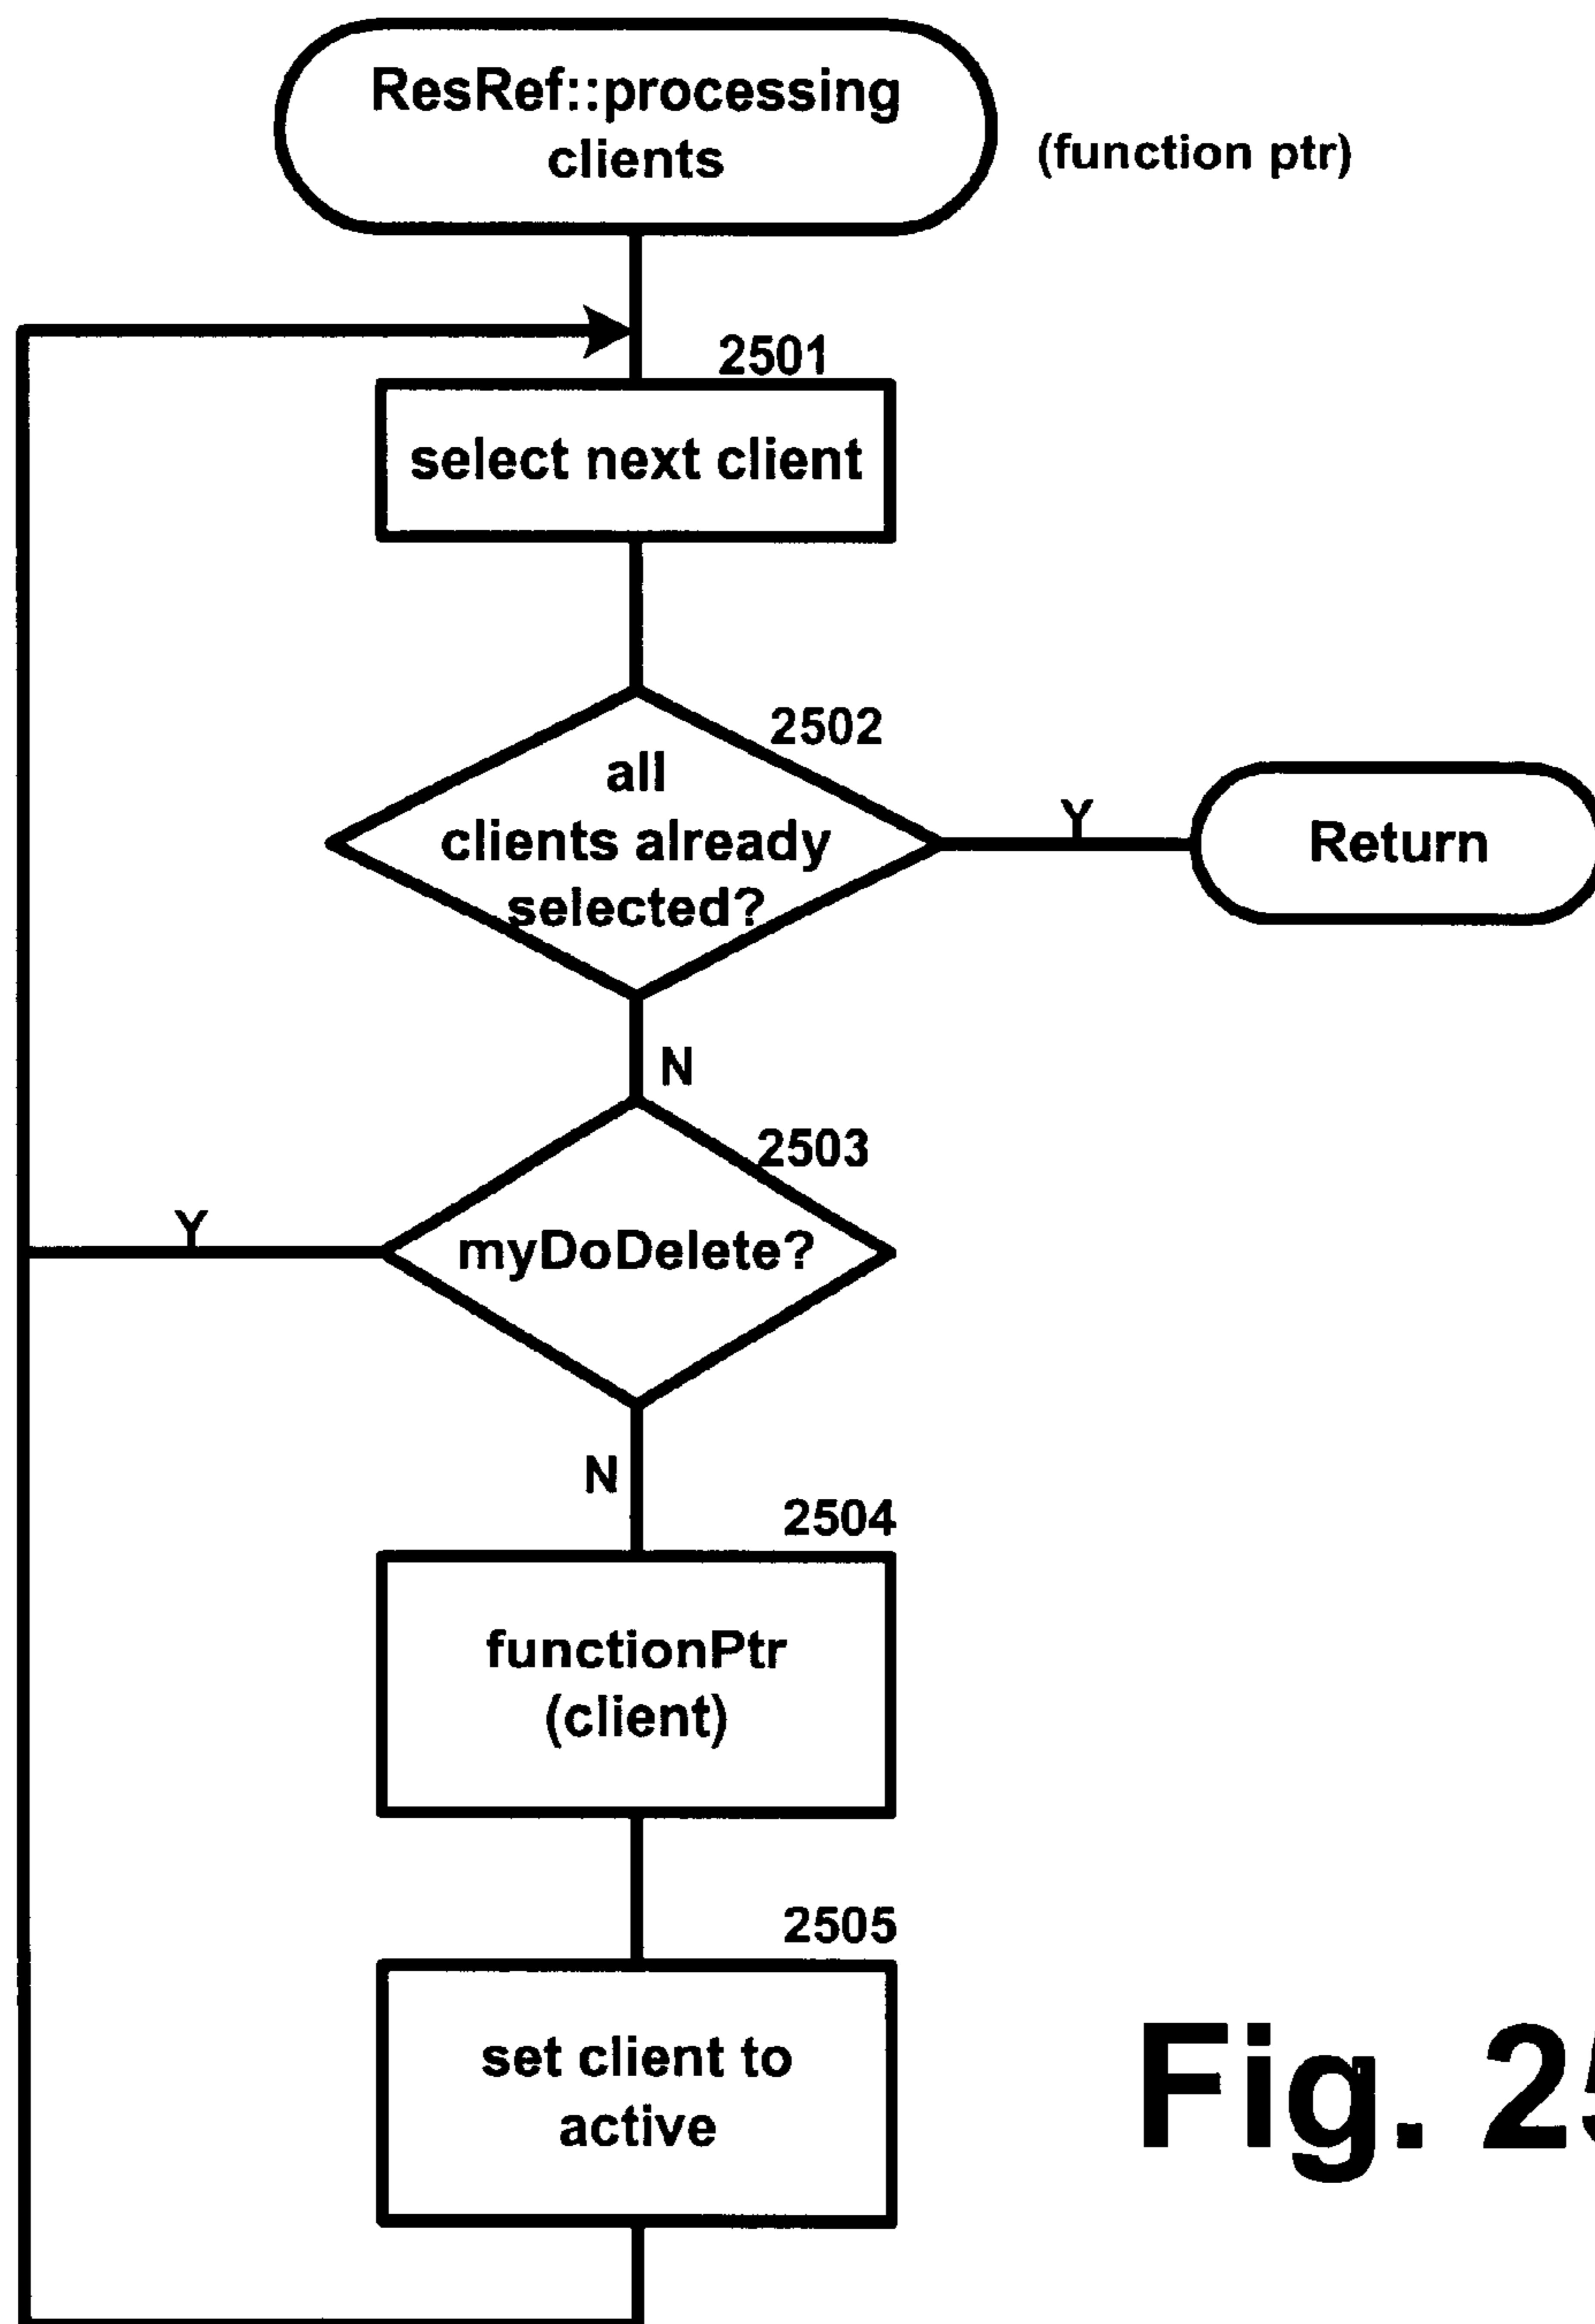 ResRef::processing
clients
(function ptr)
2501
select next client
2502
all
clients already
selected?
Y
Return
N
2503
Y
myDoDelete?
N
2504
functionPtr
(client)
2505
set client to
active
Fig. 25